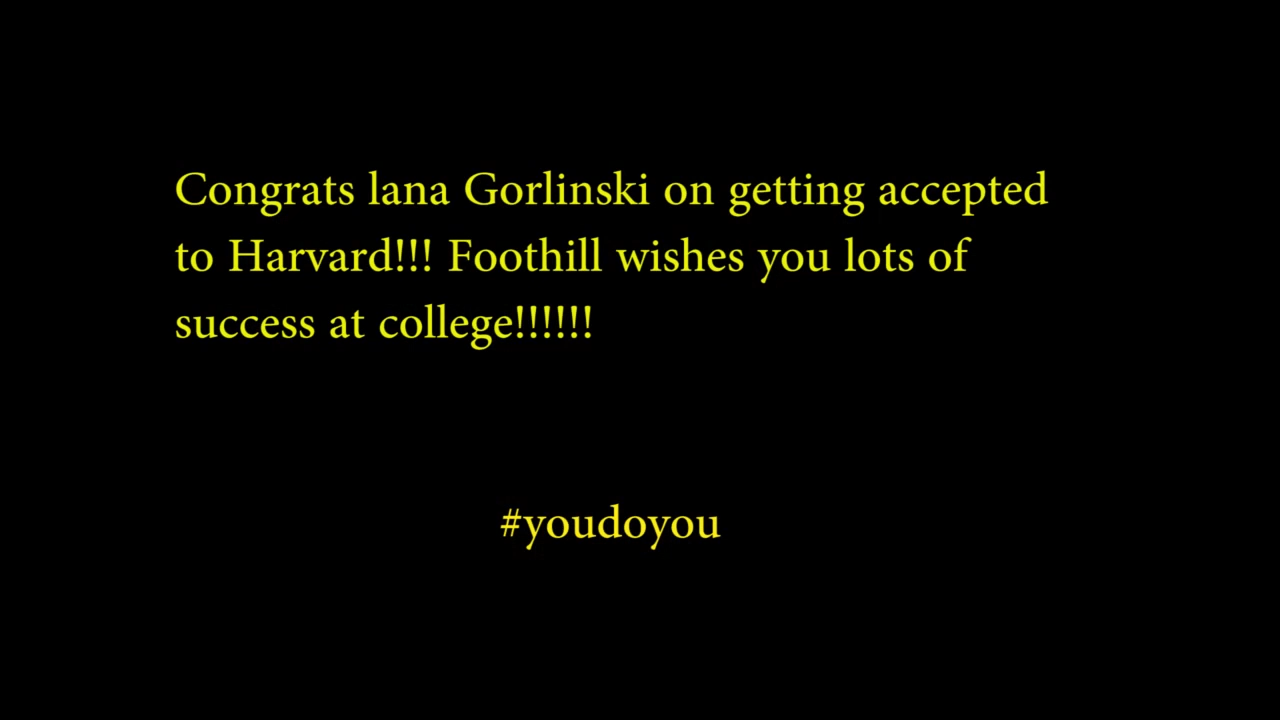 Congrats lana Gorlinski on getting accepted
to Harvard!!! Foothill wishes you lots of
success at college!!!!!!
#youdoyou